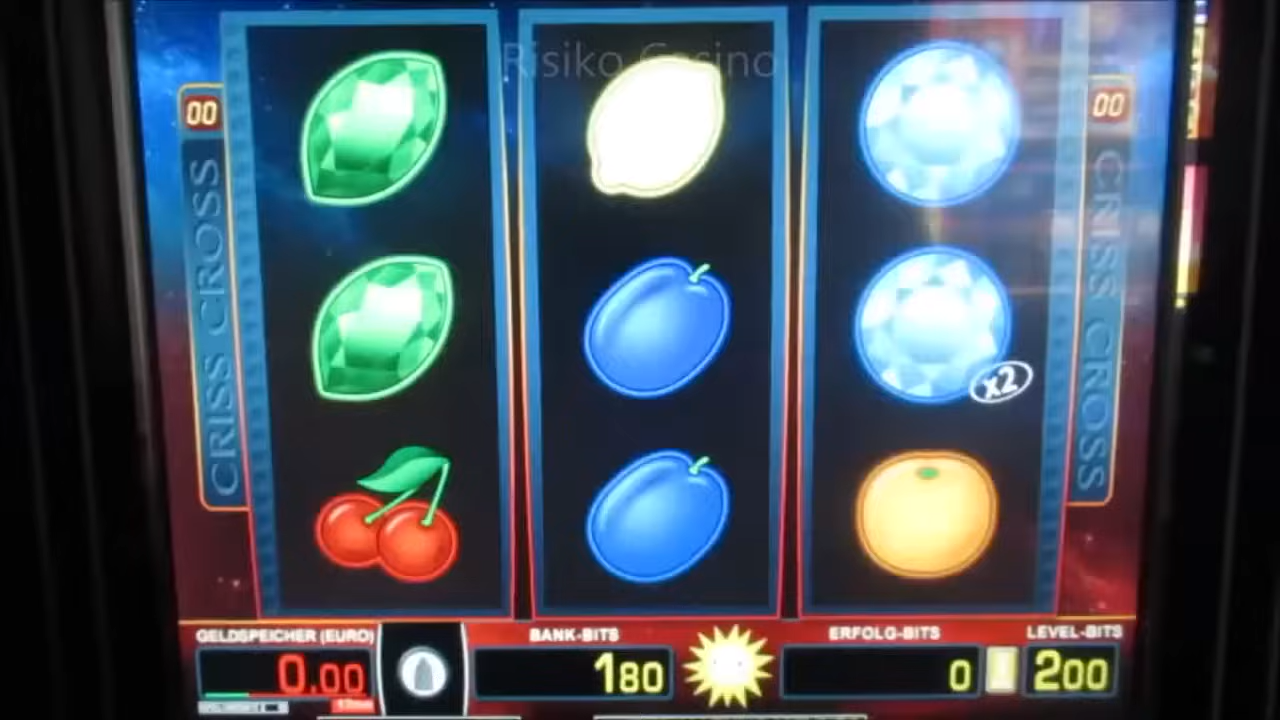 Risiko Casino
00
00
CRISS CROSS
CRISS CROSS
x2
GELDSPEICHER (EURO)
BANK-BITS
ERFOLG-BITS
LEVEL-BITS
0.00
180
0
200